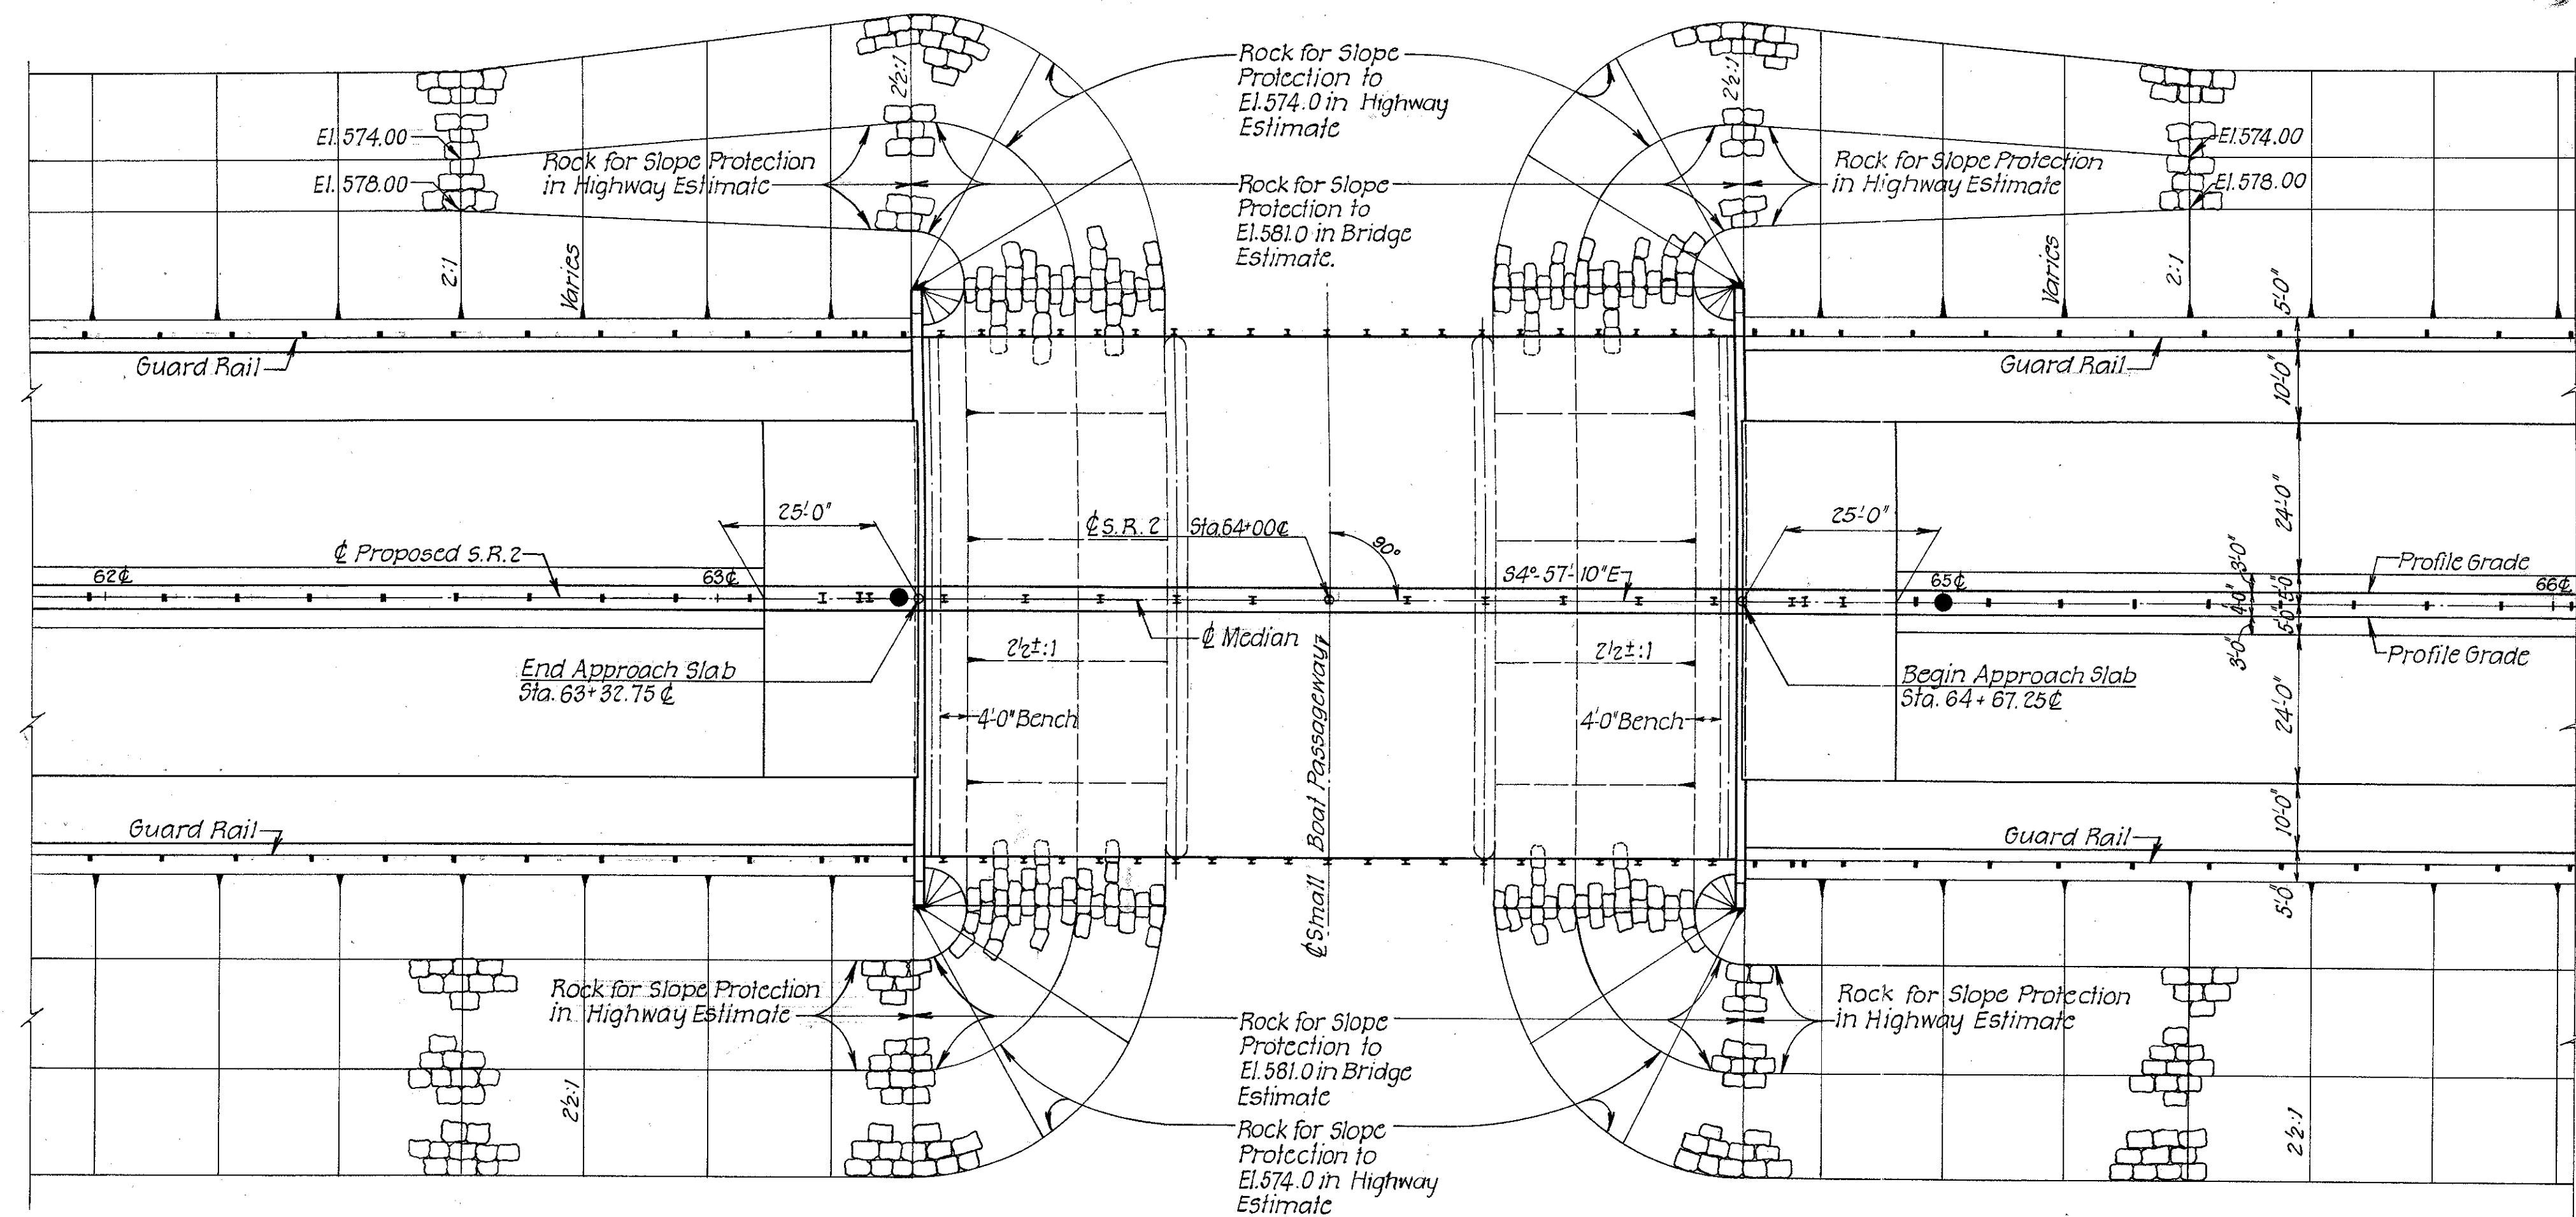 Rock for Slope
Protection to
El.574.0 in Highway
Estimate
2½:1
2½:1
El.574.00
El.578.00
Rock for Slope Protection
in Highway Estimate
Rock for Slope
Protection to
El.581.0 in Bridge
Estimate.
Rock for Slope Protection
in Highway Estimate
El.574.00
El.578.00
2:1
Varies
Varies
2:1
5'-0"
Guard Rail
Guard Rail
10'-0"
24'-0"
25'-0"
℄ S.R.2 Sta.64+00℄
90°
25'-0"
℄ Proposed S.R.2
62℄
63℄
S4°-57'-10"E
65℄
3'-0"
Profile Grade
66℄
4'-0"
5'-0"
5'-0"
3'-0"
℄ Median
Profile Grade
2½±:1
2½±:1
End Approach Slab
Sta. 63+32.75 ℄
Begin Approach Slab
Sta. 64+67.25℄
4'-0" Bench
4'-0" Bench
℄ Small Boat Passageway
24'-0"
10'-0"
Guard Rail
Guard Rail
5'-0"
Rock for Slope Protection
in Highway Estimate
Rock for Slope
Protection to
El.581.0 in Bridge
Estimate
Rock for Slope Protection
in Highway Estimate
2½:1
2½:1
Rock for Slope
Protection to
El.574.0 in Highway
Estimate